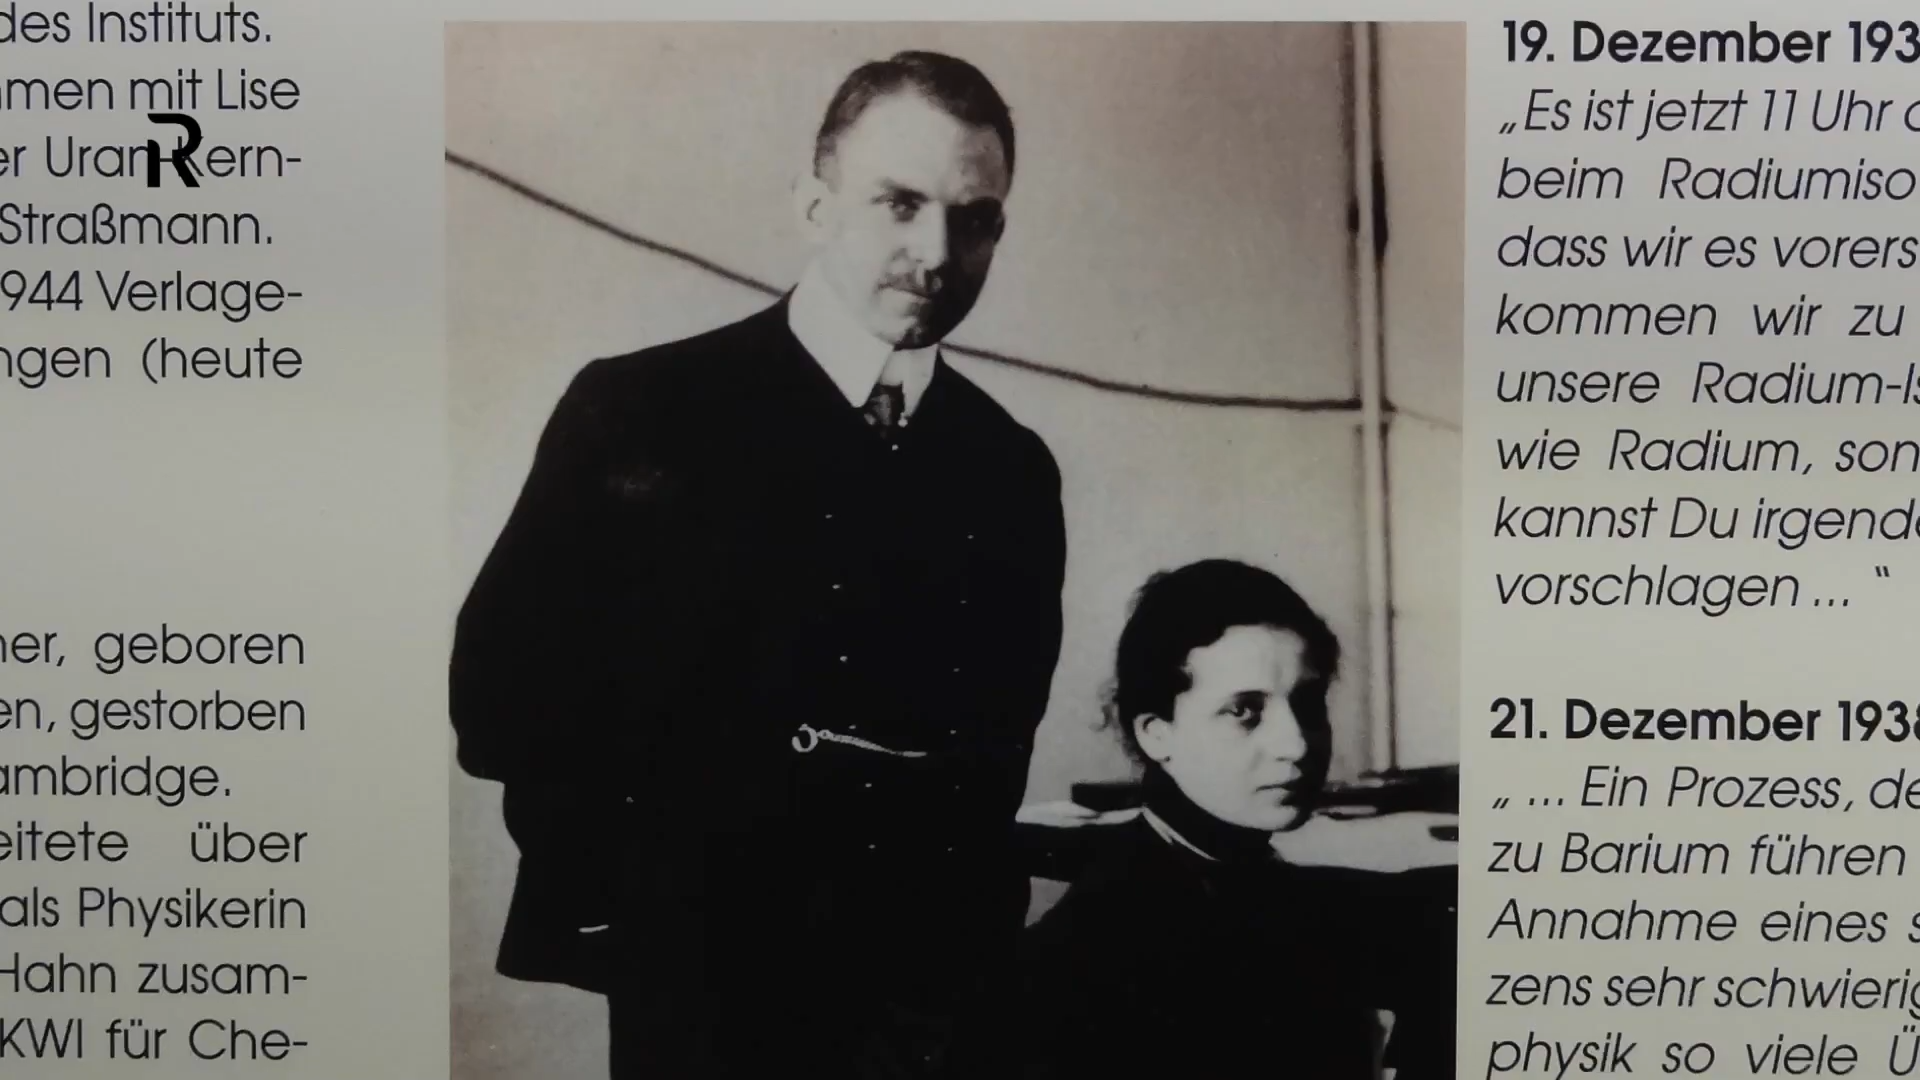 des Instituts.
mmen mit Lise
er Uran-Kern-
Straßmann.
944 Verlage-
ngen (heute
ner, geboren
en, gestorben
ambridge.
eitete über
als Physikerin
Hahn zusam-
KWI für Che-
19. Dezember 193
„Es ist jetzt 11 Uhr
beim Radiumiso
dass wir es vorers
kommen wir zu
unsere Radium-Is
wie Radium, son
kannst Du irgend
vorschlagen ... “
21. Dezember 1938
„ ... Ein Prozess, de
zu Barium führen
Annahme eines s
zens sehr schwierig
physik so viele Ü